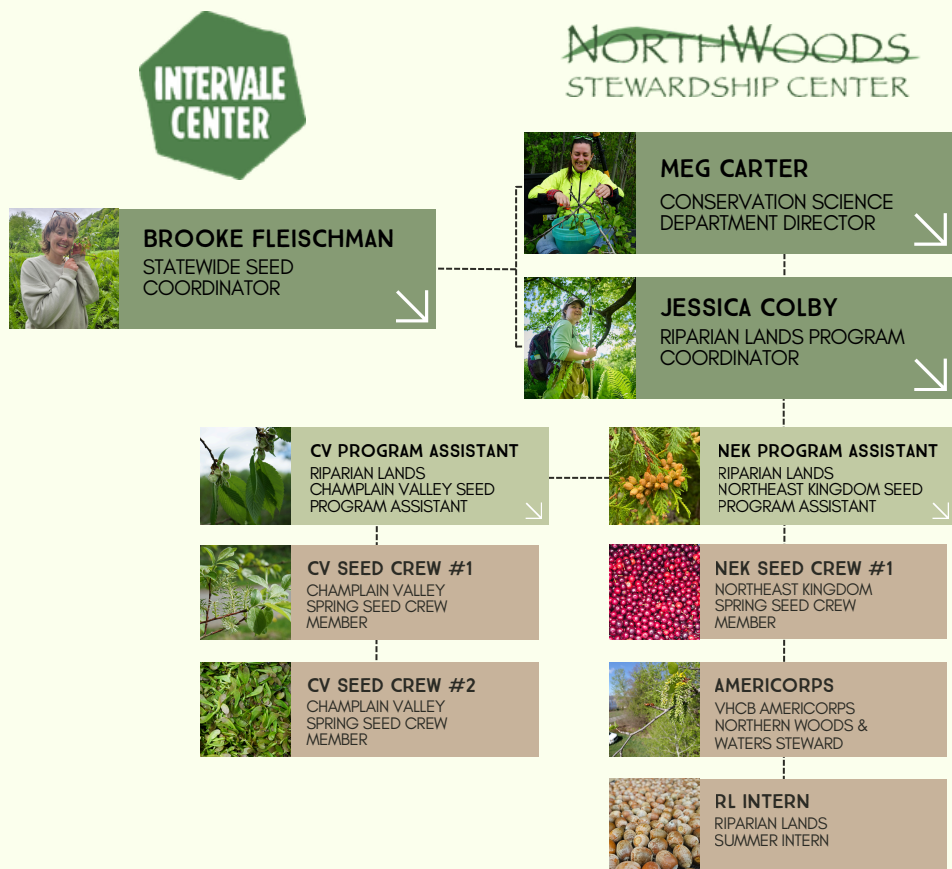 INTERVALE
CENTER
NORTHWOODS
STEWARDSHIP CENTER
MEG CARTER
CONSERVATION SCIENCE
DEPARTMENT DIRECTOR
BROOKE FLEISCHMAN
STATEWIDE SEED
COORDINATOR
JESSICA COLBY
RIPARIAN LANDS PROGRAM
COORDINATOR
CV PROGRAM ASSISTANT
RIPARIAN LANDS
CHAMPLAIN VALLEY SEED
PROGRAM ASSISTANT
NEK PROGRAM ASSISTANT
RIPARIAN LANDS
NORTHEAST KINGDOM SEED
PROGRAM ASSISTANT
CV SEED CREW #1
CHAMPLAIN VALLEY
SPRING SEED CREW
MEMBER
NEK SEED CREW #1
NORTHEAST KINGDOM
SPRING SEED CREW
MEMBER
CV SEED CREW #2
CHAMPLAIN VALLEY
SPRING SEED CREW
MEMBER
AMERICORPS
VHCB AMERICORPS
NORTHERN WOODS &
WATERS STEWARD
RL INTERN
RIPARIAN LANDS
SUMMER INTERN